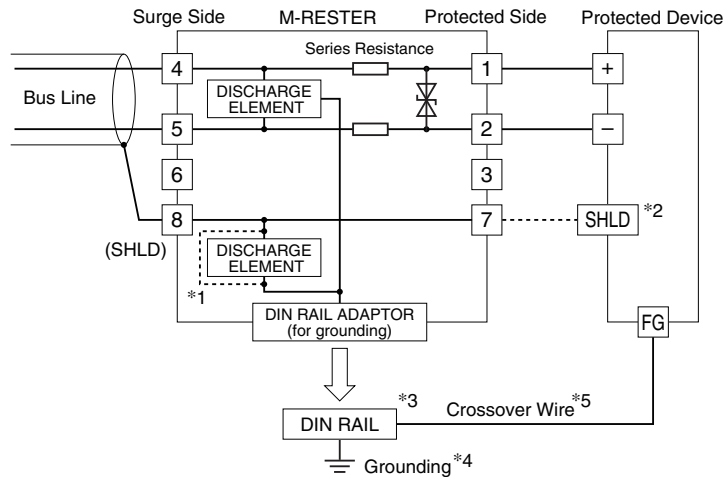 Surge Side M-RESTER Protected Side Protected Device
Series Resistance
4 1 +
Bus Line
DISCHARGE
ELEMENT
5 2 −
6 3
8 7 SHLD *2
(SHLD)
DISCHARGE
ELEMENT
*1
DIN RAIL ADAPTOR
(for grounding)
FG
*3
DIN RAIL
Crossover Wire*5
Grounding*4